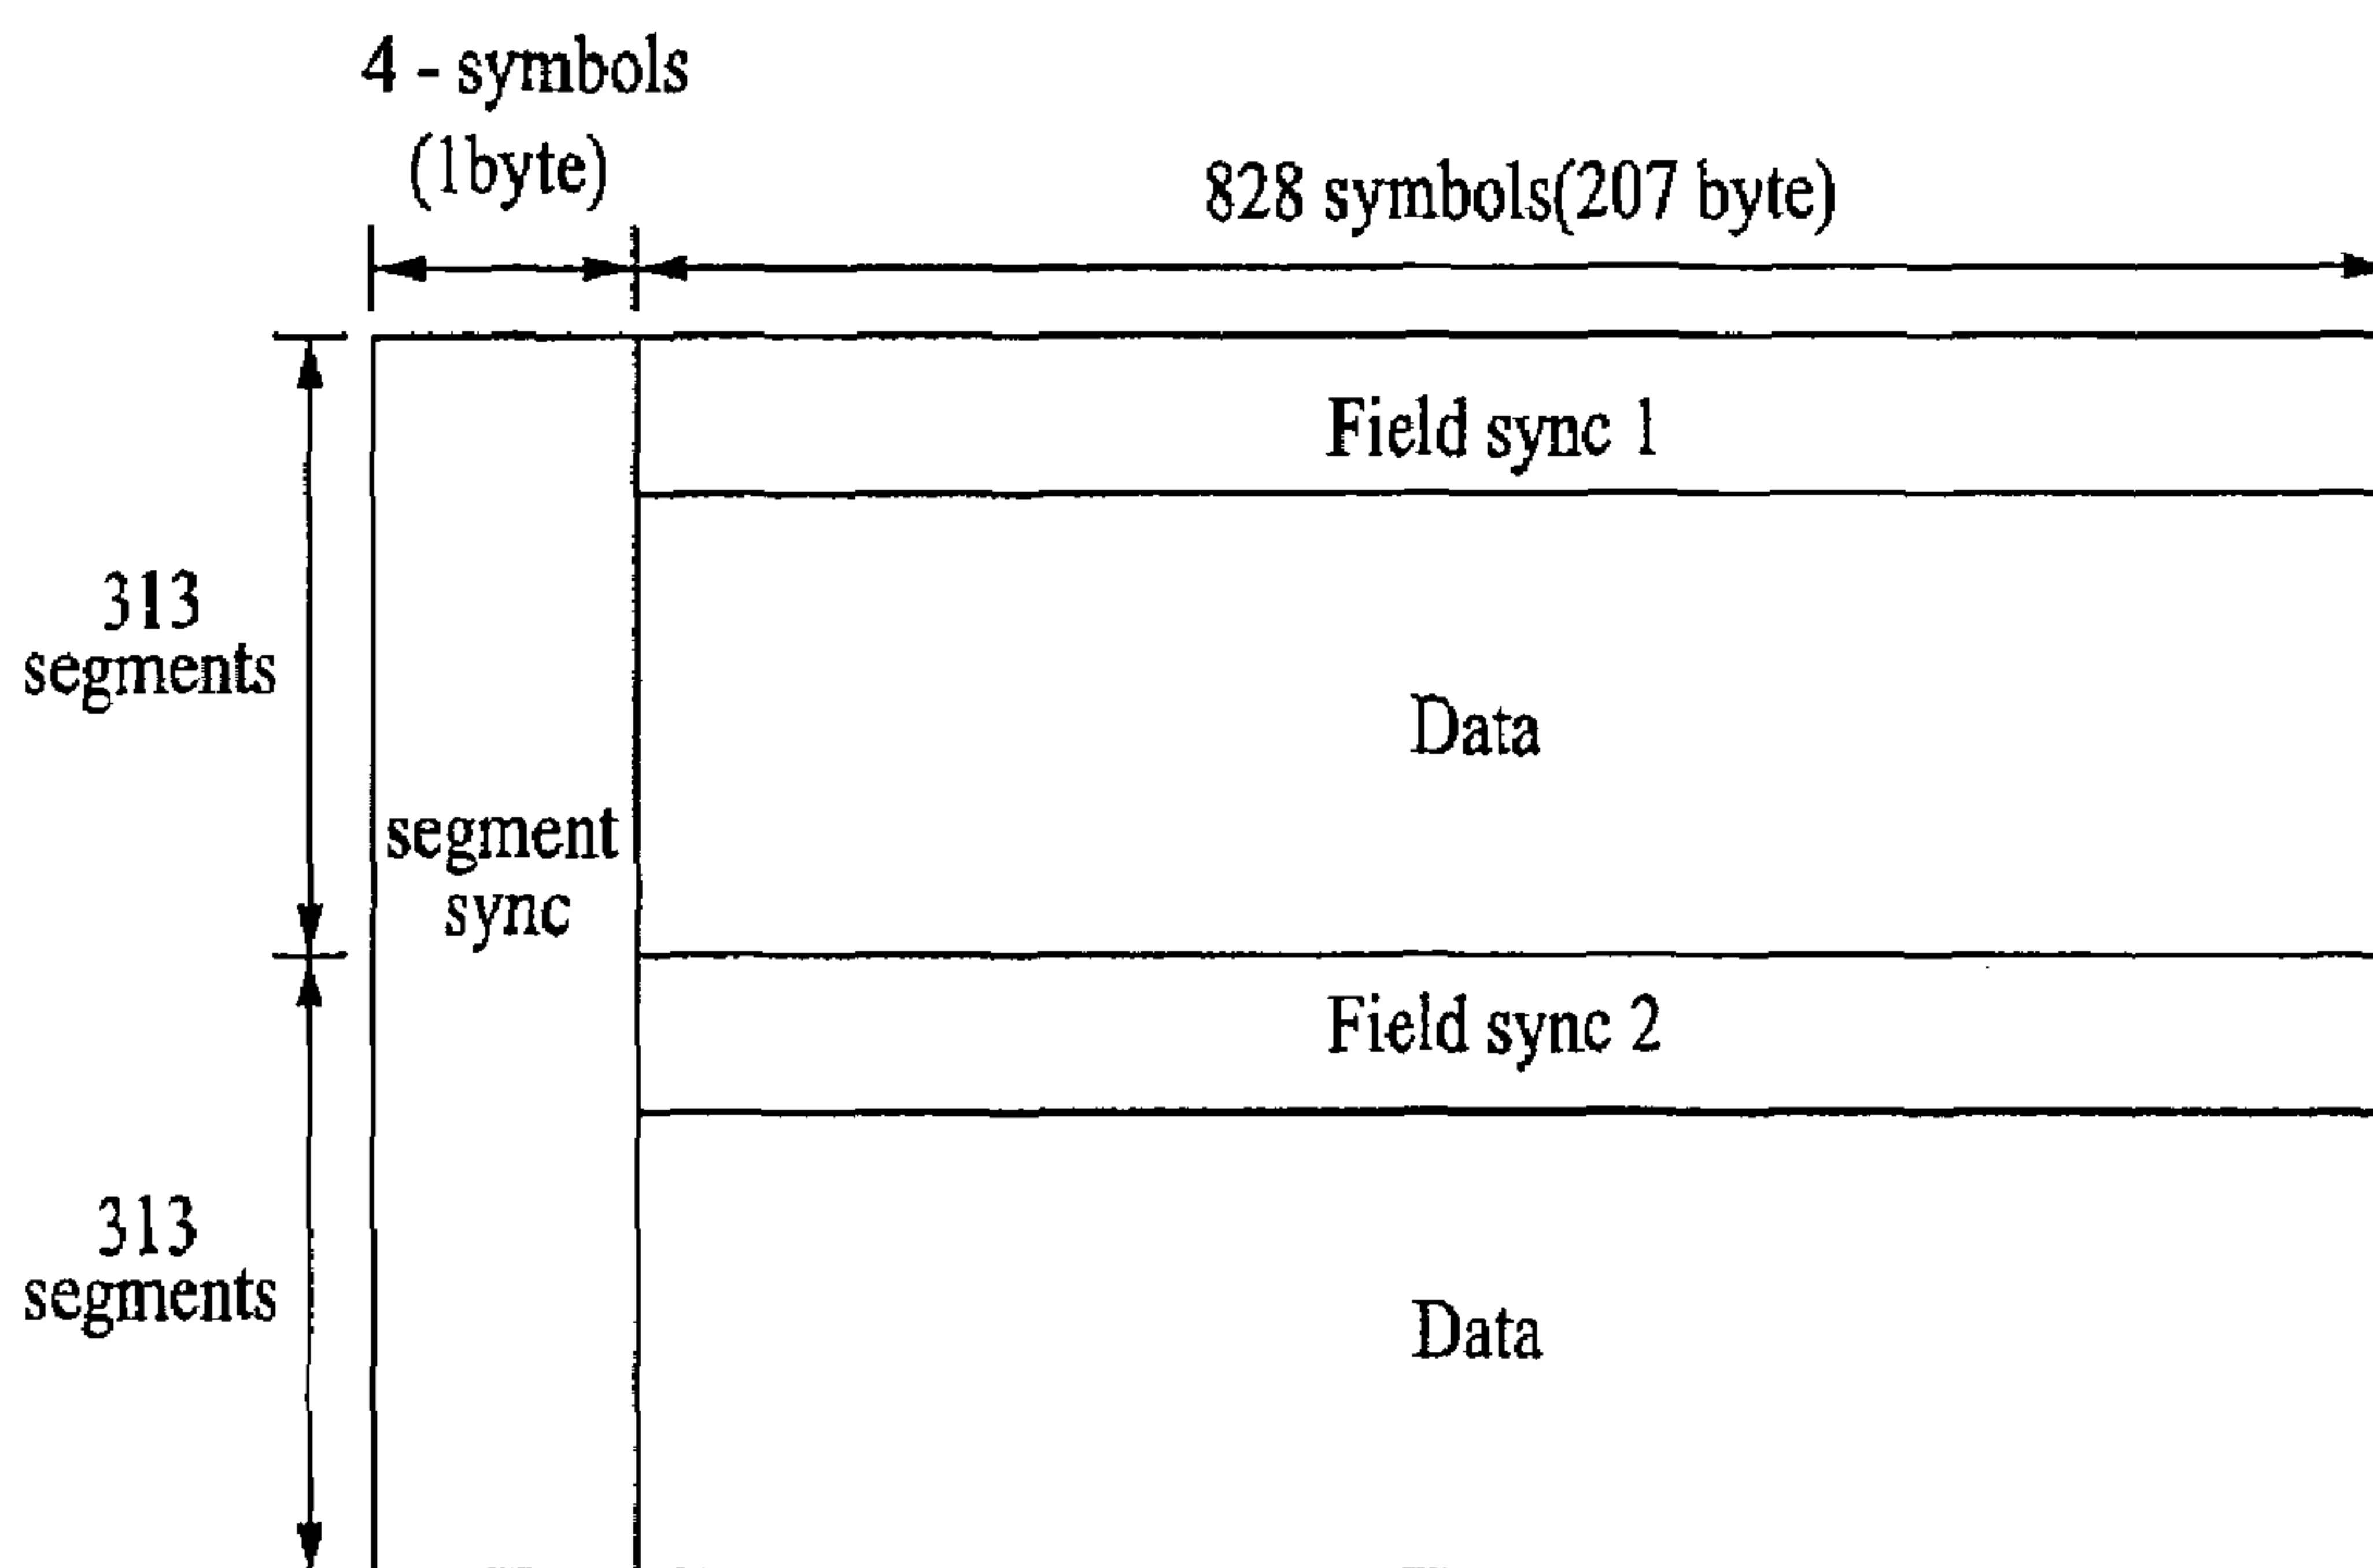 4 - symbols
(1byte)
828 symbols(207 byte)
Field sync 1
313
segments
Data
segment
sync
Field sync 2
313
segments
Data